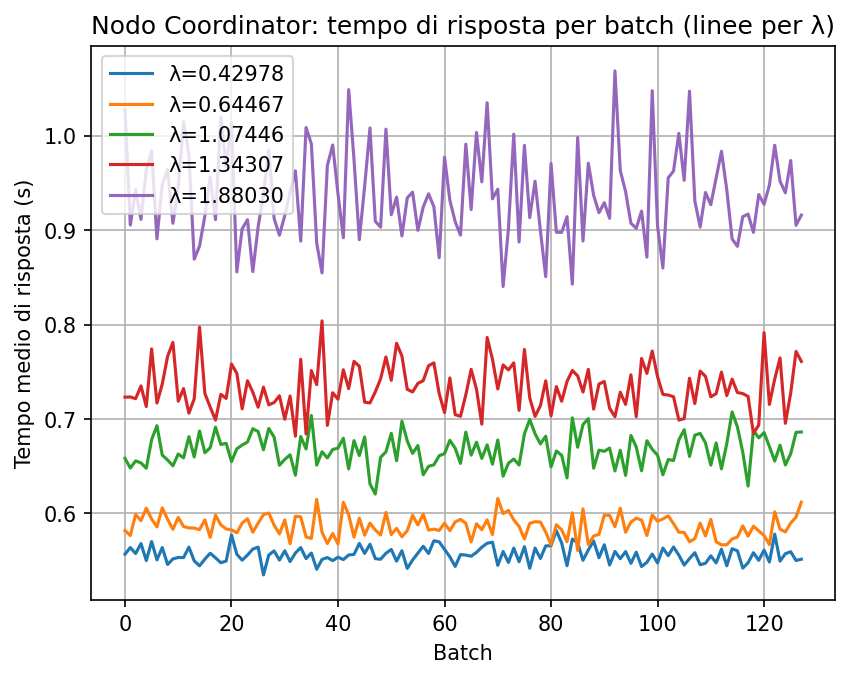 Nodo Coordinator: tempo di risposta per batch (linee per λ)
λ=0.42978
λ=0.64467
λ=1.07446
λ=1.34307
λ=1.88030
Tempo medio di risposta (s)
1.0
0.9
0.8
0.7
0.6
0 20 40 60 80 100 120
Batch